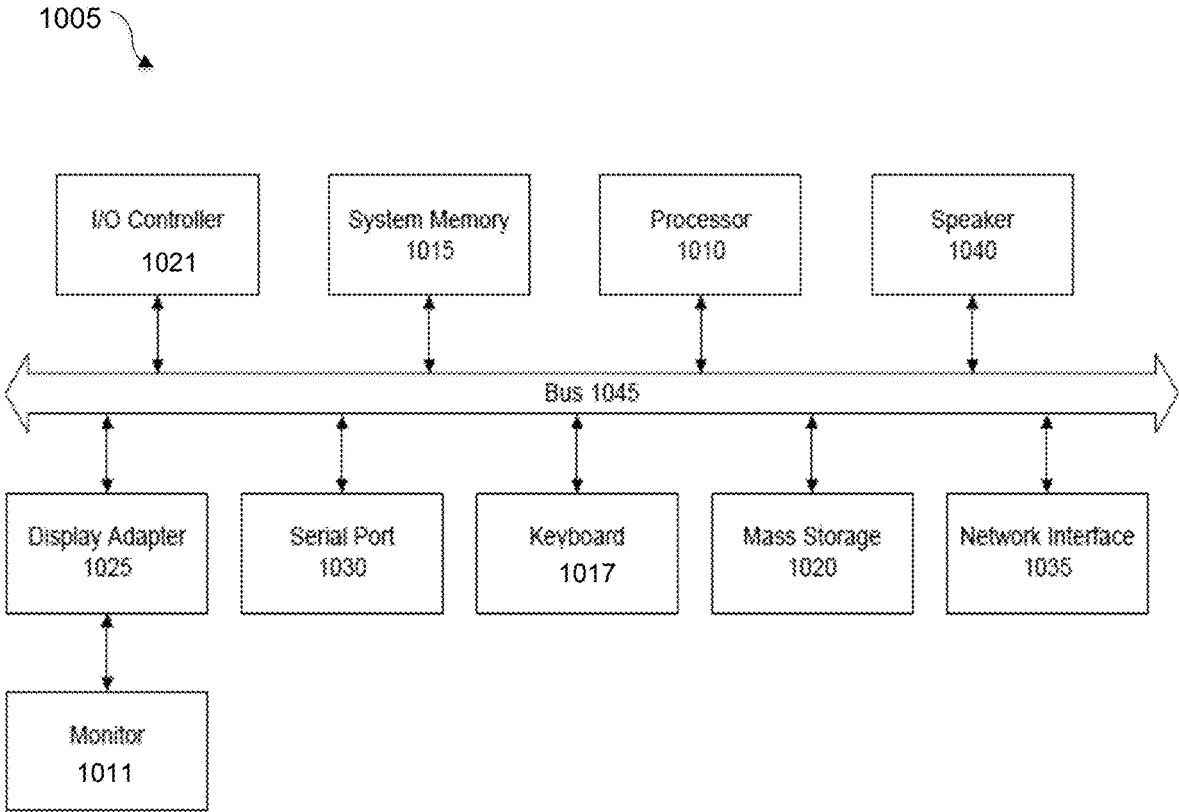 1005
I/O Controller
1021
System Memory
1015
Processor
1010
Speaker
1040
Bus 1045
Display Adapter
1025
Serial Port
1030
Keyboard
1017
Mass Storage
1020
Network Interface
1035
Monitor
1011